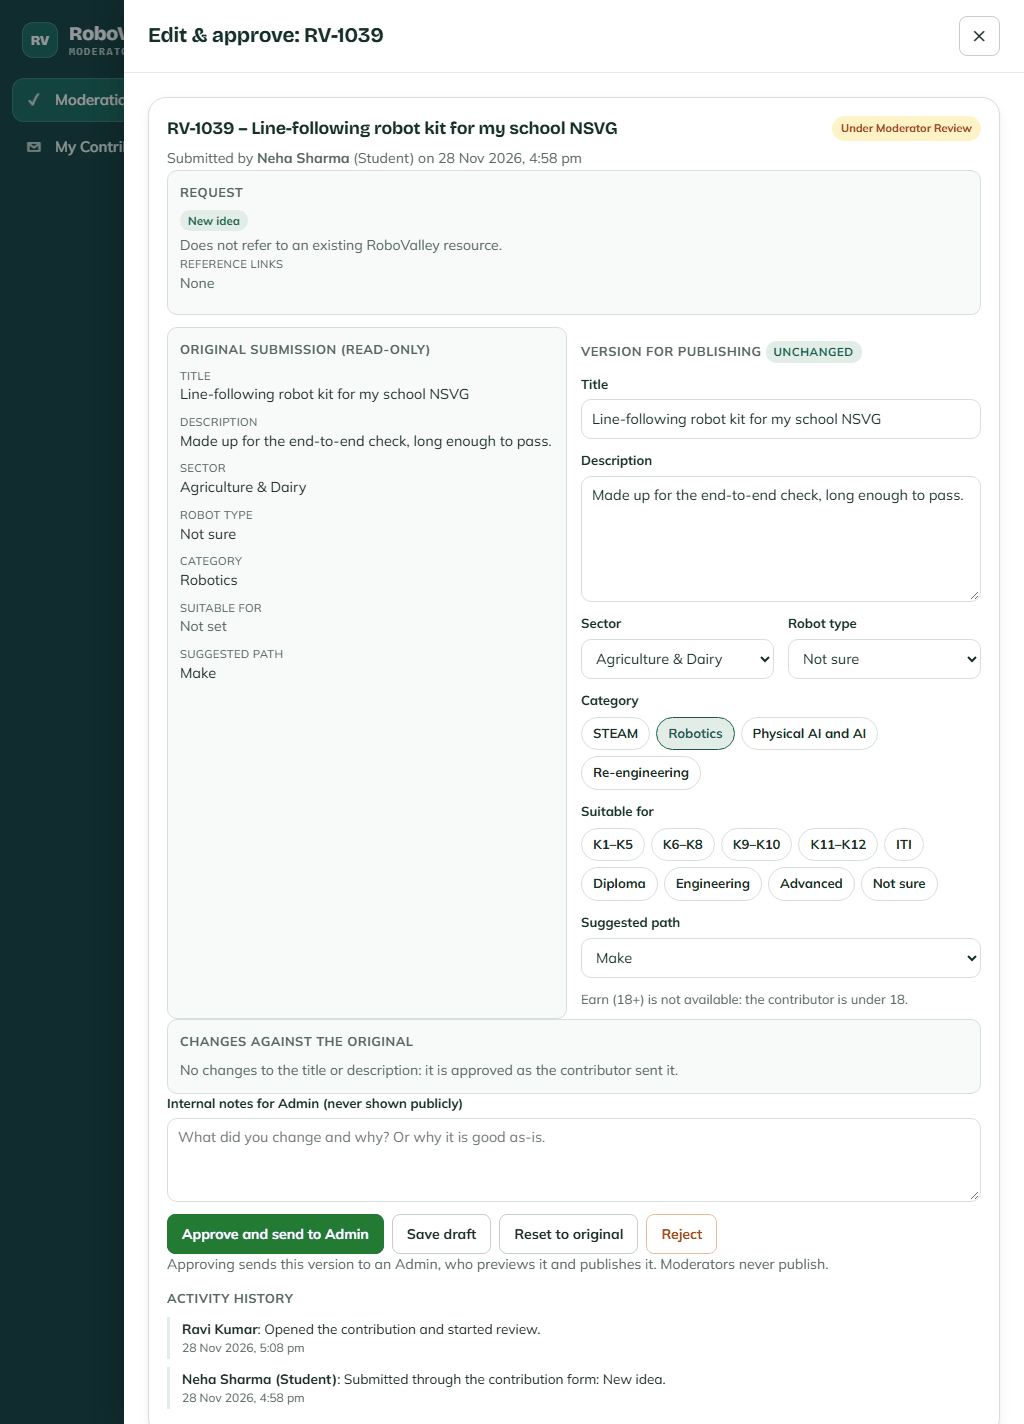 RV
Edit & approve: RV-1039
RV-1039 – Line-following robot kit for my school NSVG
Under Moderator Review
Submitted by Neha Sharma (Student) on 28 Nov 2026, 4:58 pm
REQUEST
New idea
Does not refer to an existing RoboValley resource.
REFERENCE LINKS
None
ORIGINAL SUBMISSION (READ-ONLY)
TITLE
Line-following robot kit for my school NSVG
DESCRIPTION
Made up for the end-to-end check, long enough to pass.
SECTOR
Agriculture & Dairy
ROBOT TYPE
Not sure
CATEGORY
Robotics
SUITABLE FOR
Not set
SUGGESTED PATH
Make
VERSION FOR PUBLISHING UNCHANGED
Title
Line-following robot kit for my school NSVG
Description
Made up for the end-to-end check, long enough to pass.
Sector
Robot type
Agriculture & Dairy
Not sure
Category
STEAM Robotics Physical AI and AI
Re-engineering
Suitable for
K1–K5 K6–K8 K9–K10 K11–K12 ITI
Diploma Engineering Advanced Not sure
Suggested path
Make
Earn (18+) is not available: the contributor is under 18.
CHANGES AGAINST THE ORIGINAL
No changes to the title or description: it is approved as the contributor sent it.
Internal notes for Admin (never shown publicly)
What did you change and why? Or why it is good as-is.
Approve and send to Admin Save draft Reset to original Reject
Approving sends this version to an Admin, who previews it and publishes it. Moderators never publish.
ACTIVITY HISTORY
Ravi Kumar: Opened the contribution and started review.
28 Nov 2026, 5:08 pm
Neha Sharma (Student): Submitted through the contribution form: New idea.
28 Nov 2026, 4:58 pm